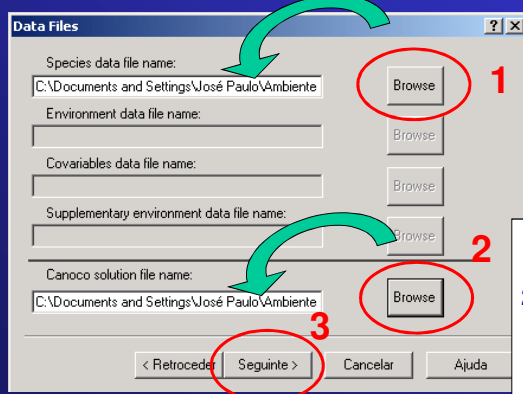 Data Files
Species data file name:
C:\Documents and Settings\José Paulo\Ambiente
Browse
1
Environment data file name:
Browse
Covariables data file name:
Browse
Supplementary environment data file name:
Browse
2
Canoco solution file name:
C:\Documents and Settings\José Paulo\Ambiente
Browse
3
< Retroceder
Seguinte >
Cancelar
Ajuda